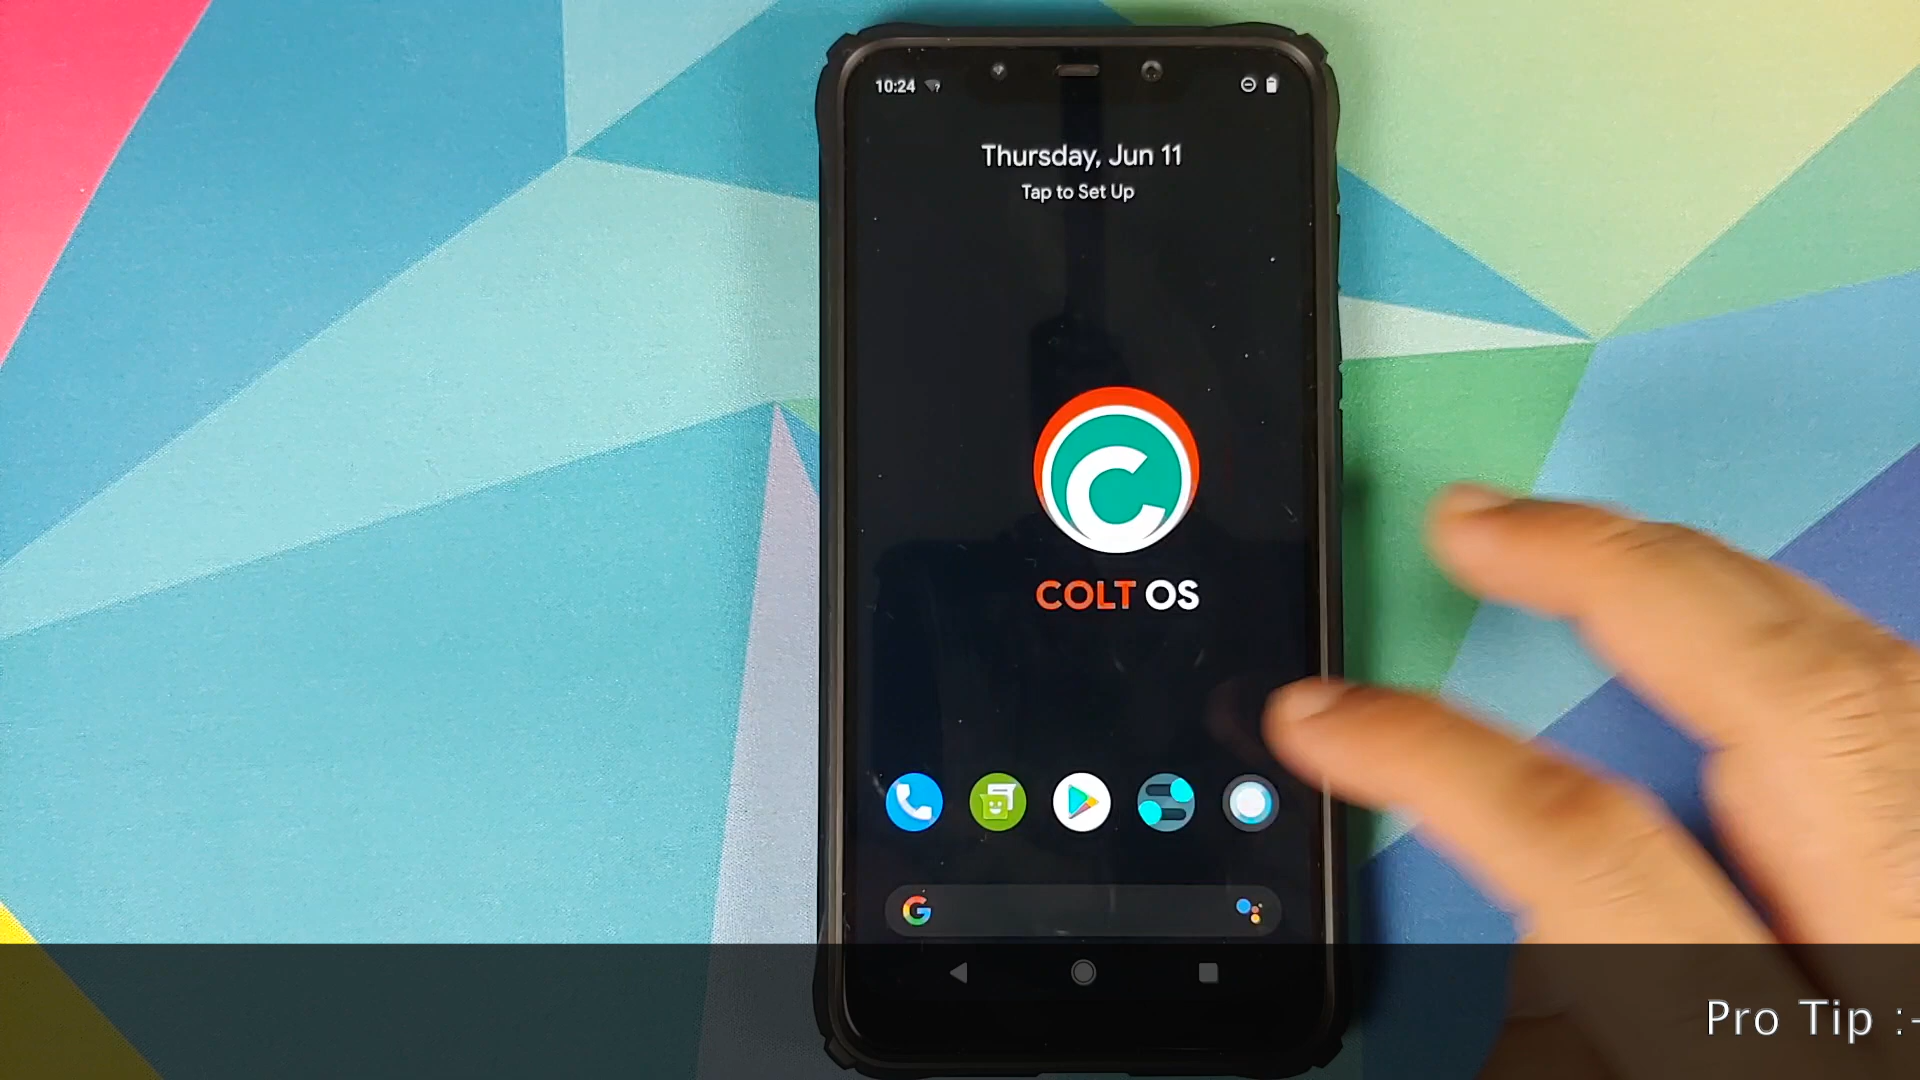 10:24
Thursday, Jun 11
Tap to Set Up
C
COLT OS
G
Pro Tip :-